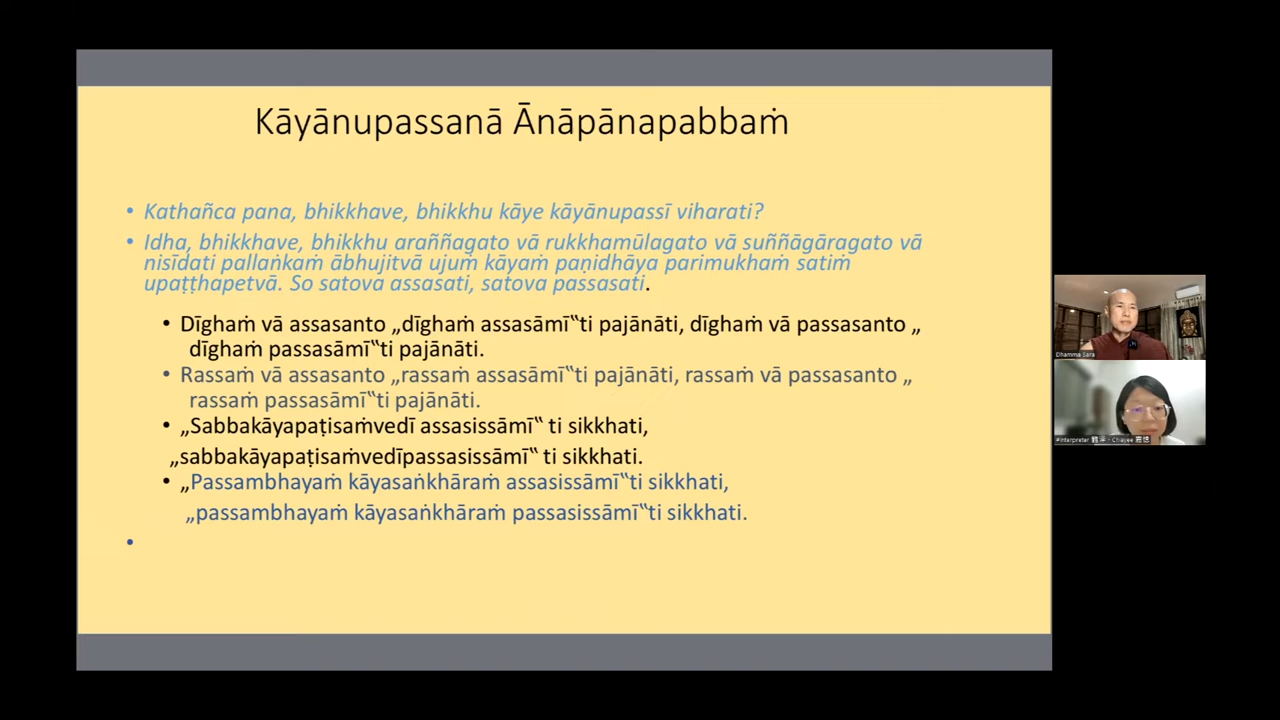 Kāyānupassanā Ānāpānapabbaṁ
• Kathañca pana, bhikkhave, bhikkhu kāye kāyānupassī viharati?
• Idha, bhikkhave, bhikkhu araññagato vā rukkhamūlagato vā suññāgāragato vā
nisīdati pallaṅkaṁ ābhujitvā ujuṁ kāyaṁ paṇidhāya parimukhaṁ satiṁ
upaṭṭhapetvā. So satova assasati, satova passasati.
• Dīghaṁ vā assasanto „dīghaṁ assasāmī‟ti pajānāti, dīghaṁ vā passasanto „
dīghaṁ passasāmī‟ti pajānāti.
• Rassaṁ vā assasanto „rassaṁ assasāmī‟ti pajānāti, rassaṁ vā passasanto „
rassaṁ passasāmī‟ti pajānāti.
• „Sabbakāyapaṭisaṁvedī assasissāmī‟ ti sikkhati,
„sabbakāyapaṭisaṁvedīpassasissāmī‟ ti sikkhati.
• „Passambhayaṁ kāyasaṅkhāraṁ assasissāmī‟ti sikkhati,
„passambhayaṁ kāyasaṅkhāraṁ passasissāmī‟ti sikkhati.
•
Dhamma Sara
#interpreter - Chaijee